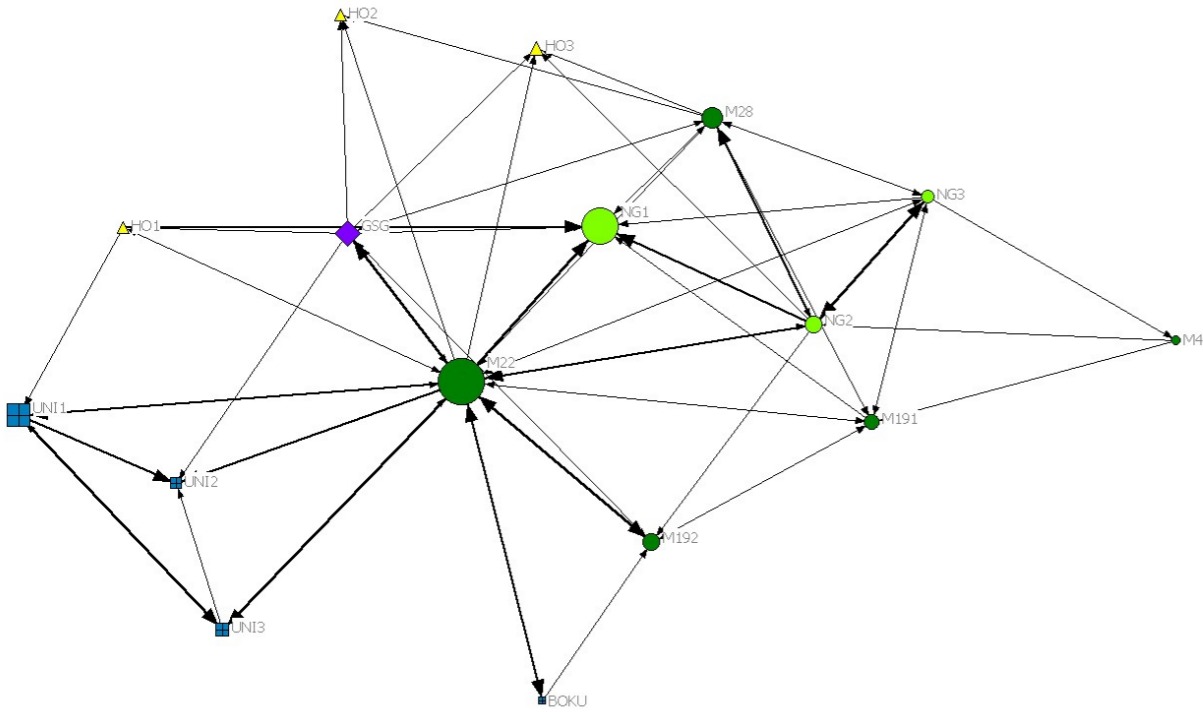 HO2
HO3
M28
NG3
NG1
HO1
GSG
NG2
M4
M22
UNI1
M191
UNI2
M192
UNI3
BOKU